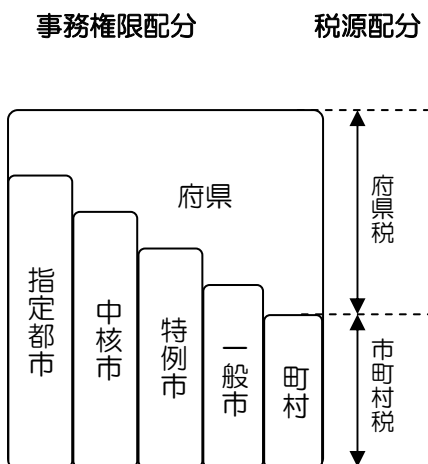 事務権限配分
税源配分
府県
指定都市
中核市
特例市
一般市
町村
府県税
市町村税